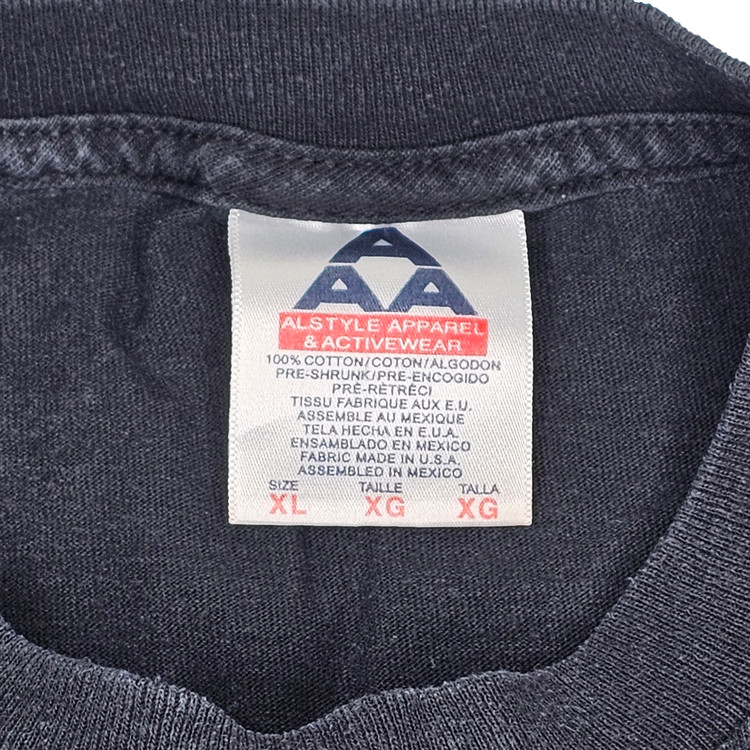 A
AA
ALSTYLE APPAREL
& ACTIVEWEAR
100% COTTON/COTON/ALGODON
PRE-SHRUNK/PRE-ENCOGIDO
PRÉ-RÉTRÉCI
TISSU FABRIQUE AUX E.U.
ASSEMBLE AU MEXIQUE
TELA HECHA EN E.U.A.
ENSAMBLADO EN MEXICO
FABRIC MADE IN U.S.A.
ASSEMBLED IN MEXICO
SIZE TAILLE TALLA
XL XG XG